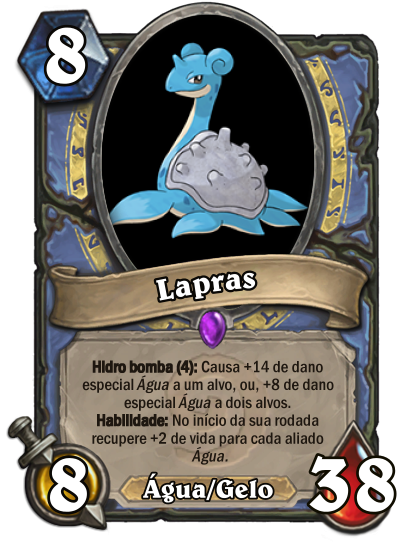 8
Lapras
Hidro bomba (4): Causa +14 de dano
especial Água a um alvo, ou, +8 de dano
especial Água a dois alvos.
Habilidade: No início da sua rodada
recupere +2 de vida para cada aliado
Água.
8
Água/Gelo
38